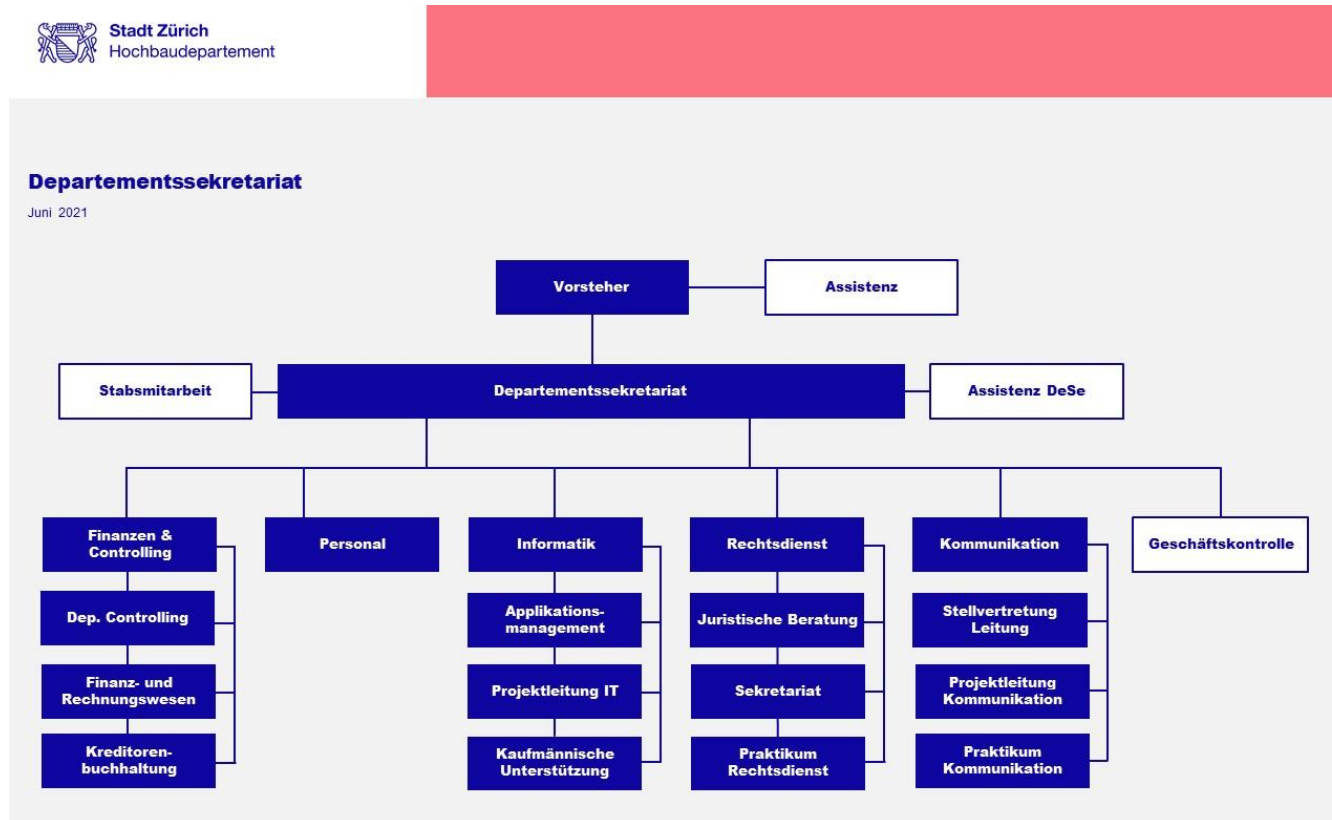 Stadt Zürich
Hochbaudepartement
Departementssekretariat
Juni 2021
Vorsteher
Assistenz
Stabsmitarbeit
Departementssekretariat
Assistenz DeSe
Finanzen &
Controlling
Personal
Informatik
Rechtsdienst
Kommunikation
Geschäftskontrolle
Dep. Controlling
Applikations-
management
Juristische Beratung
Stellvertretung
Leitung
Finanz- und
Rechnungswesen
Projektleitung IT
Sekretariat
Projektleitung
Kommunikation
Kreditoren-
buchhaltung
Kaufmännische
Unterstützung
Praktikum
Rechtsdienst
Praktikum
Kommunikation